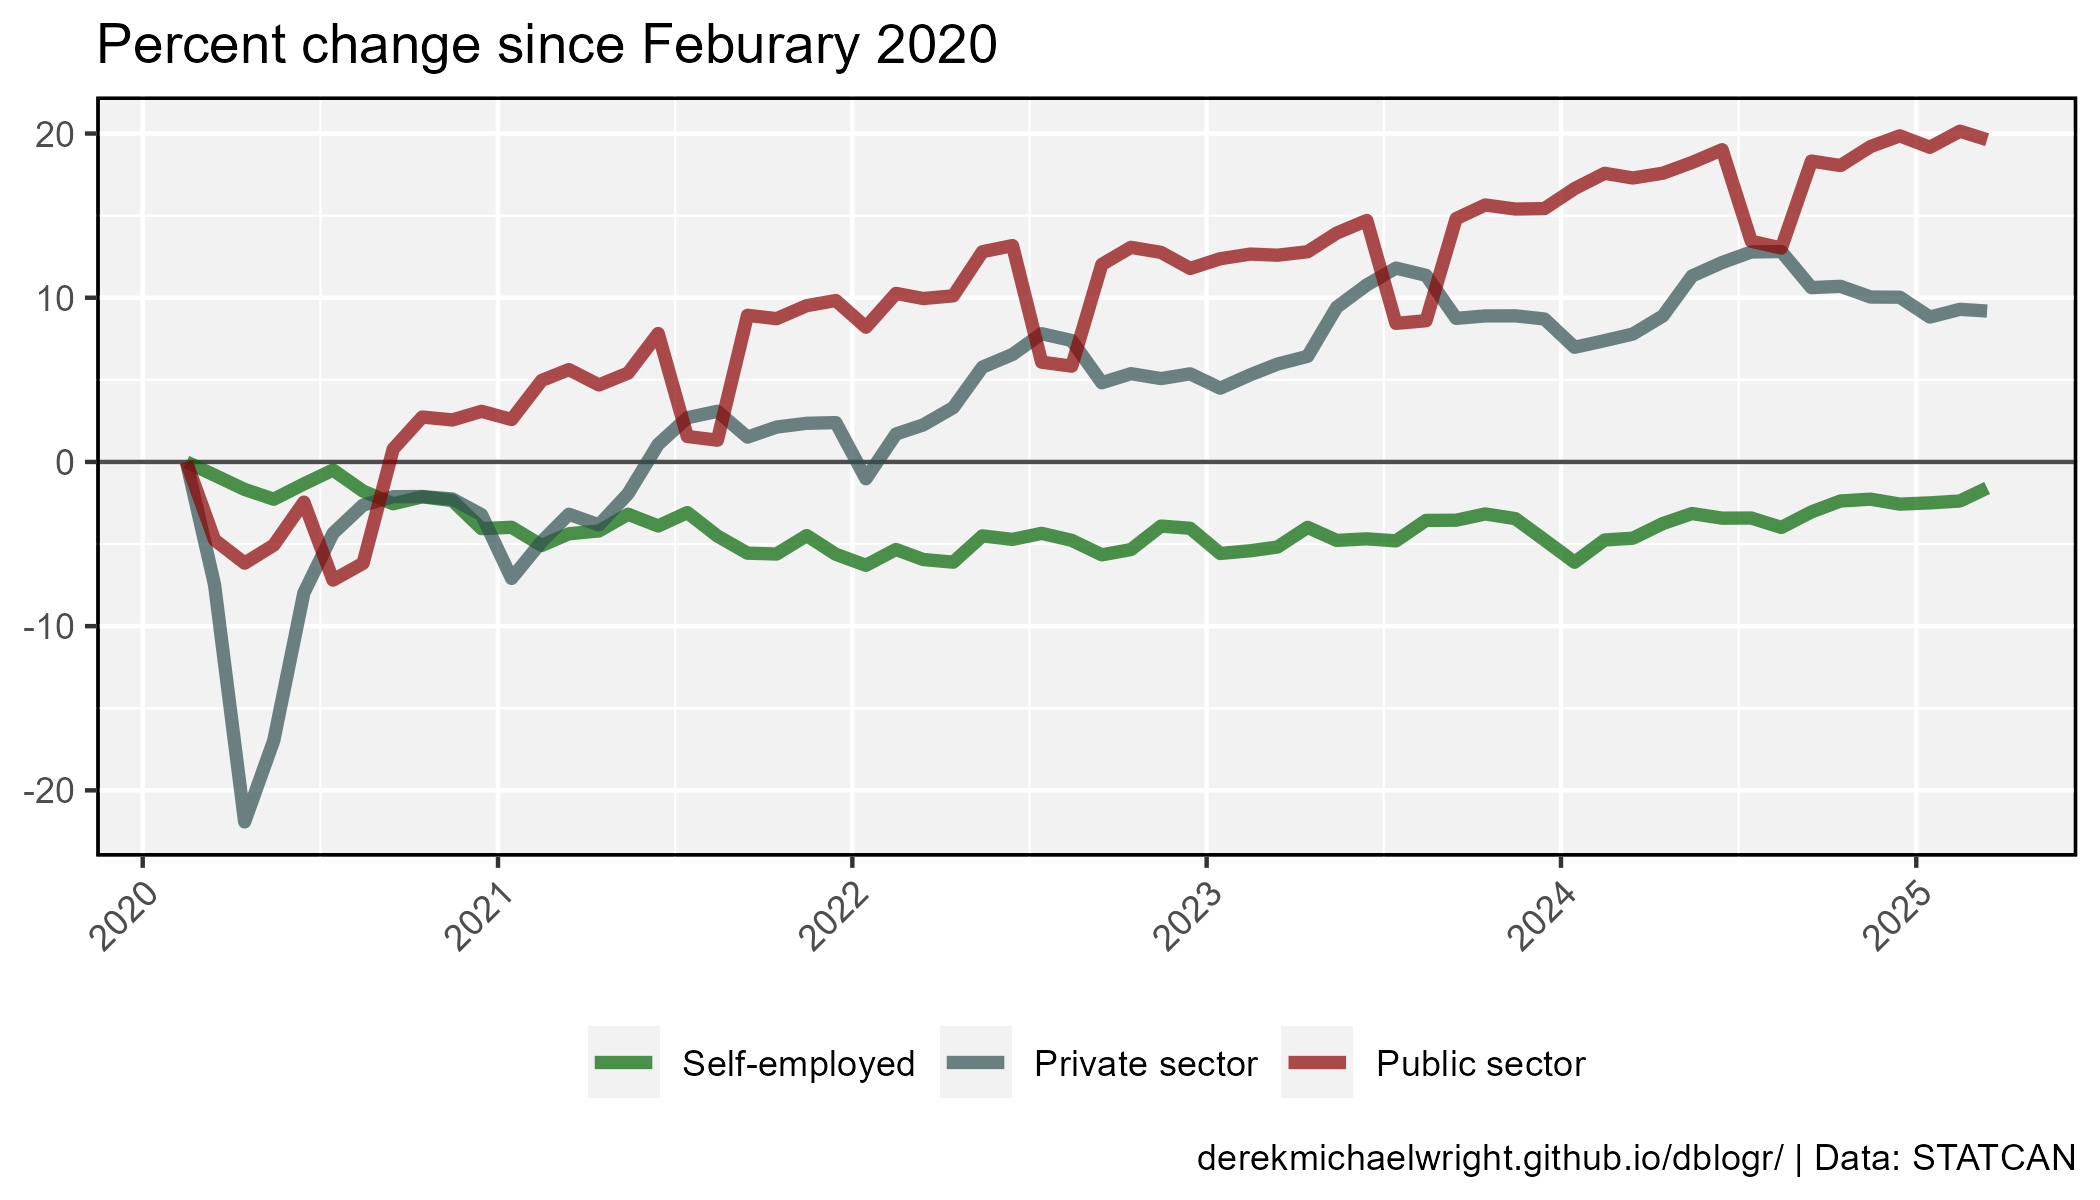 Percent change since Feburary 2020
20
10
0
-10
-20
2020
2021
2022
2023
2024
2025
Self-employed
Private sector
Public sector
derekmichaelwright.github.io/dblogr/ | Data: STATCAN